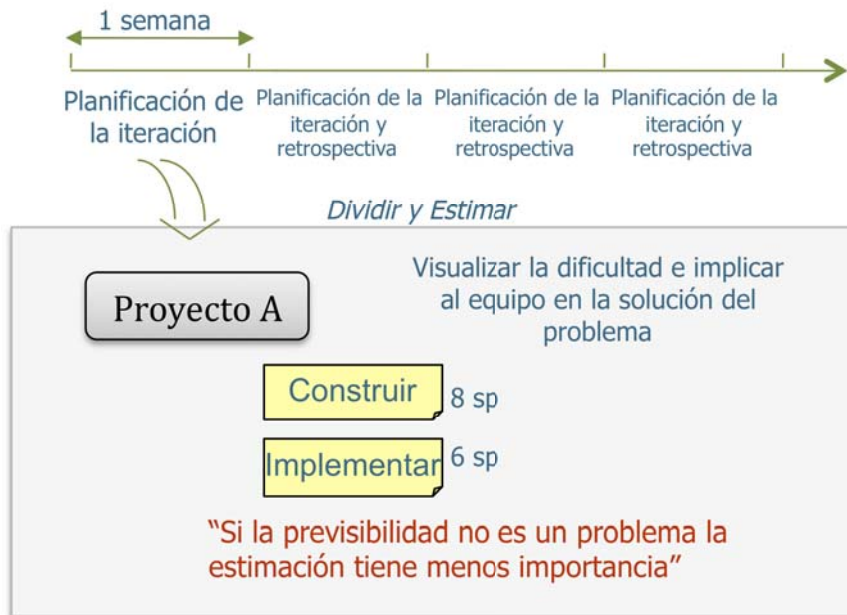 1 semana
Planificación de
la iteración
Planificación de la
iteración y
retrospectiva
Planificación de la
iteración y
retrospectiva
Planificación de la
iteración y
retrospectiva
Dividir y Estimar
Proyecto A
Visualizar la dificultad e implicar
al equipo en la solución del
problema
Construir
8 sp
Implementar
6 sp
“Si la previsibilidad no es un problema la
estimación tiene menos importancia”